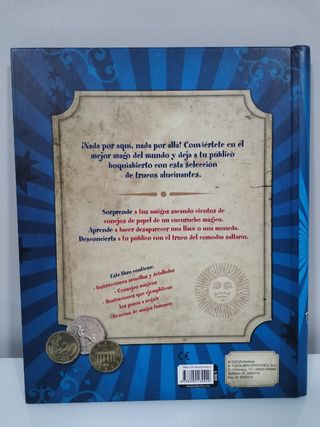 ¡Nada por aquí, nada por allá! Conviértete en el
mejor mago del mundo y deja a tu público
boquiabierto con esta selección
de trucos alucinantes.
Sorprende a tus amigos sacando cientos de
conejos de papel de un cucurucho mágico.
Aprende a hacer desaparecer una llave o una moneda.
Desconcierta a tu público con el truco del comodín saltarín.
Este libro contiene:
- Instrucciones sencillas y detalladas
- Consejos mágicos
- Ilustraciones que ejemplifican
los pasos a seguir
- Reseñas de magos famosos
CE